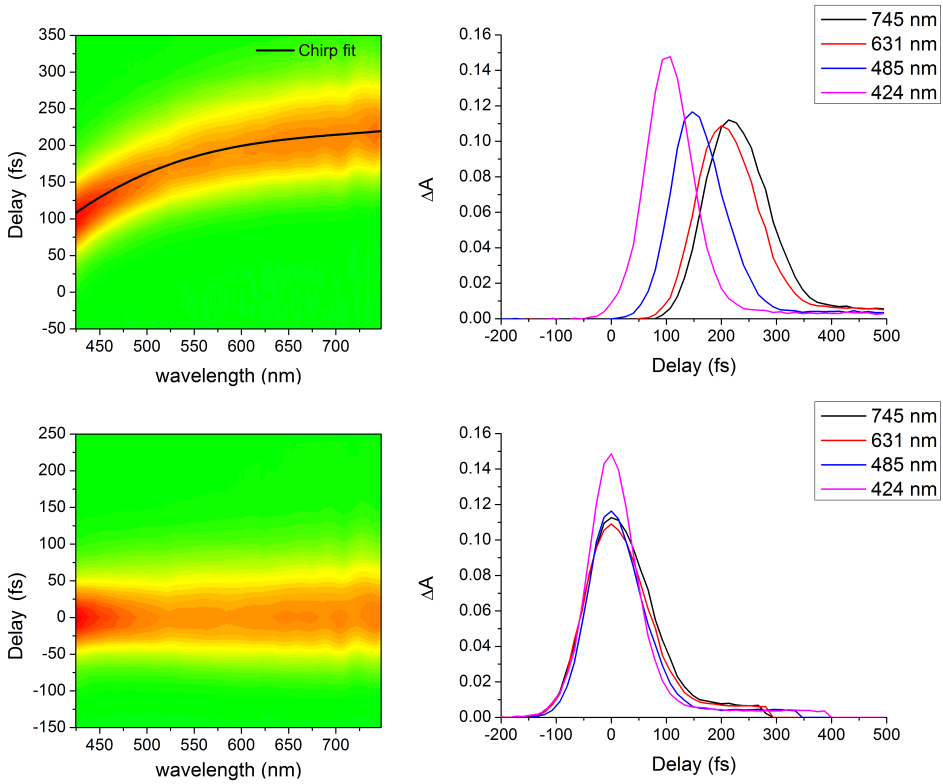 350
300
250
200
150
100
50
0
-50
Delay (fs)
Chirp fit
450 500 550 600 650 700
wavelength (nm)
745 nm
631 nm
485 nm
424 nm
0.16
0.14
0.12
0.10
0.08
0.06
0.04
0.02
0.00
ΔA
-200 -100 0 100 200 300 400 500
Delay (fs)
250
200
150
100
50
0
-50
-100
-150
Delay (fs)
450 500 550 600 650 700
wavelength (nm)
745 nm
631 nm
485 nm
424 nm
0.16
0.14
0.12
0.10
0.08
0.06
0.04
0.02
0.00
ΔA
-200 -100 0 100 200 300 400 500
Delay (fs)